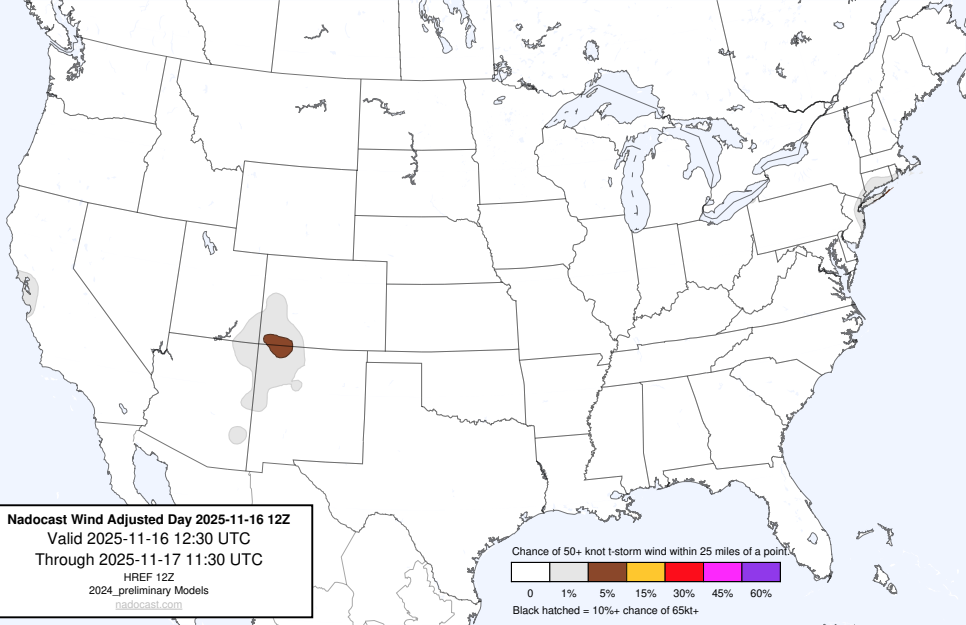 Nadocast Wind Adjusted Day 2025-11-16 12Z
Valid 2025-11-16 12:30 UTC
Through 2025-11-17 11:30 UTC
HREF 12Z
2024_preliminary Models
nadocast.com
Chance of 50+ knot t-storm wind within 25 miles of a point.
0 1% 5% 15% 30% 45% 60%
Black hatched = 10%+ chance of 65kt+